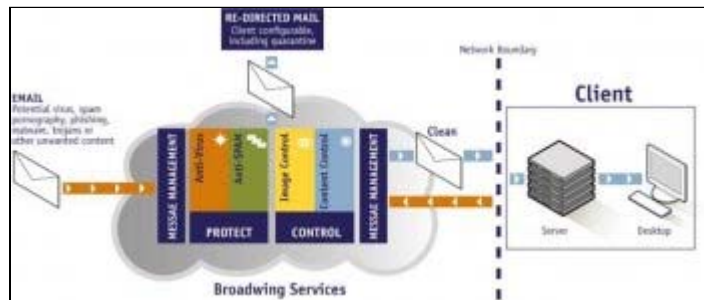 RE-DIRECTED MAIL
Client configurable,
including quarantine
Network Boundary
EMAIL
Potential virus, spam
pornography, phishing,
malware, trojans or
other unwanted content
Client
Clean
MESSAE MANAGEMENT
Anti-Virus
Anti-SPAM
Image Control
Content Control
MESSAE MANAGEMENT
PROTECT
CONTROL
Server
Desktop
Broadwing Services